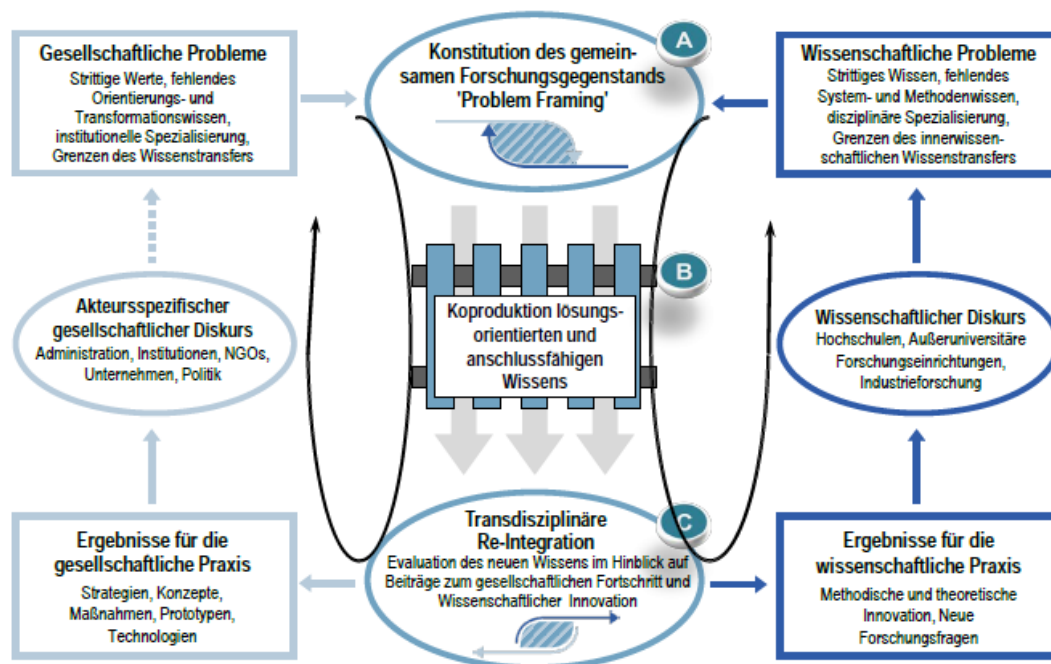 Gesellschaftliche Probleme
Strittige Werte, fehlendes
Orientierungs- und
Transformationswissen,
institutionelle Spezialisierung,
Grenzen des Wissenstransfers
A
Konstitution des gemein-
samen Forschungsgegenstands
'Problem Framing'
Wissenschaftliche Probleme
Strittiges Wissen, fehlendes
System- und Methodenwissen,
disziplinäre Spezialisierung,
Grenzen des innerwissen-
schaftlichen Wissenstransfers
Akteursspezifischer
gesellschaftlicher Diskurs
Administration, Institutionen, NGOs,
Unternehmen, Politik
B
Koproduktion lösungs-
orientierten und
anschlussfähigen
Wissens
Wissenschaftlicher Diskurs
Hochschulen, Außeruniversitäre
Forschungseinrichtungen,
Industrieforschung
Ergebnisse für die
gesellschaftliche Praxis
Strategien, Konzepte,
Maßnahmen, Prototypen,
Technologien
C
Transdisziplinäre
Re-Integration
Evaluation des neuen Wissens im Hinblick auf
Beiträge zum gesellschaftlichen Fortschritt und
Wissenschaftlicher Innovation
Ergebnisse für die
wissenschaftliche Praxis
Methodische und theoretische
Innovation, Neue
Forschungsfragen